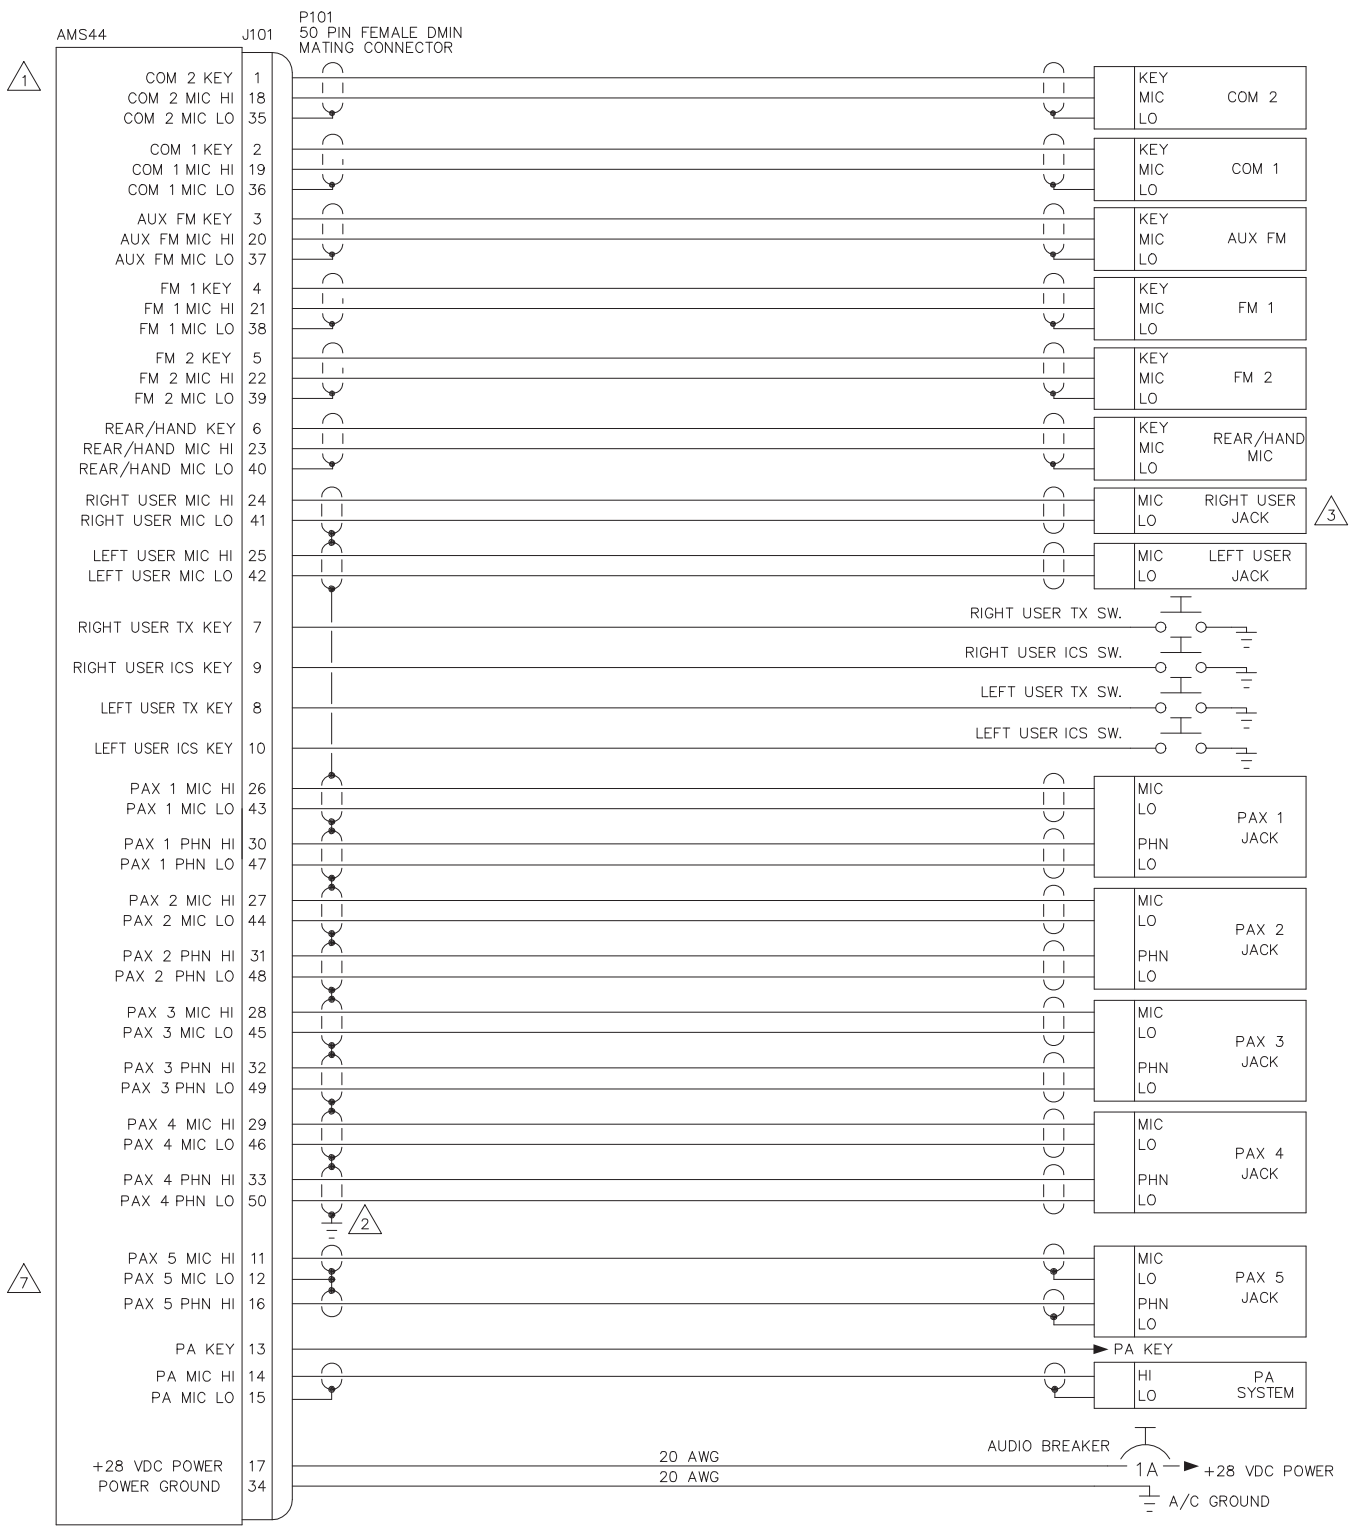 P101
50 PIN FEMALE DMIN
MATING CONNECTOR
AMS44
J101
1
COM 2 KEY 1
COM 2 MIC HI 18
COM 2 MIC LO 35
KEY
MIC COM 2
LO
COM 1 KEY 2
COM 1 MIC HI 19
COM 1 MIC LO 36
KEY
MIC COM 1
LO
AUX FM KEY 3
AUX FM MIC HI 20
AUX FM MIC LO 37
KEY
MIC AUX FM
LO
FM 1 KEY 4
FM 1 MIC HI 21
FM 1 MIC LO 38
KEY
MIC FM 1
LO
FM 2 KEY 5
FM 2 MIC HI 22
FM 2 MIC LO 39
KEY
MIC FM 2
LO
REAR/HAND KEY 6
REAR/HAND MIC HI 23
REAR/HAND MIC LO 40
KEY
MIC
LO
REAR/HAND
MIC
RIGHT USER MIC HI 24
RIGHT USER MIC LO 41
MIC RIGHT USER
LO JACK
3
LEFT USER MIC HI 25
LEFT USER MIC LO 42
MIC LEFT USER
LO JACK
RIGHT USER TX KEY 7
RIGHT USER TX SW.
RIGHT USER ICS KEY 9
RIGHT USER ICS SW.
LEFT USER TX KEY 8
LEFT USER TX SW.
LEFT USER ICS KEY 10
LEFT USER ICS SW.
PAX 1 MIC HI 26
PAX 1 MIC LO 43
PAX 1 PHN HI 30
PAX 1 PHN LO 47
MIC
LO
PHN
LO
PAX 1
JACK
PAX 2 MIC HI 27
PAX 2 MIC LO 44
PAX 2 PHN HI 31
PAX 2 PHN LO 48
MIC
LO
PHN
LO
PAX 2
JACK
PAX 3 MIC HI 28
PAX 3 MIC LO 45
PAX 3 PHN HI 32
PAX 3 PHN LO 49
MIC
LO
PHN
LO
PAX 3
JACK
PAX 4 MIC HI 29
PAX 4 MIC LO 46
PAX 4 PHN HI 33
PAX 4 PHN LO 50
MIC
LO
PHN
LO
PAX 4
JACK
2
7
PAX 5 MIC HI 11
PAX 5 MIC LO 12
PAX 5 PHN HI 16
MIC
LO
PHN
LO
PAX 5
JACK
PA KEY 13
PA KEY
PA MIC HI 14
PA MIC LO 15
HI
LO
PA
SYSTEM
+28 VDC POWER 17
POWER GROUND 34
20 AWG
20 AWG
AUDIO BREAKER
1A
+28 VDC POWER
A/C GROUND